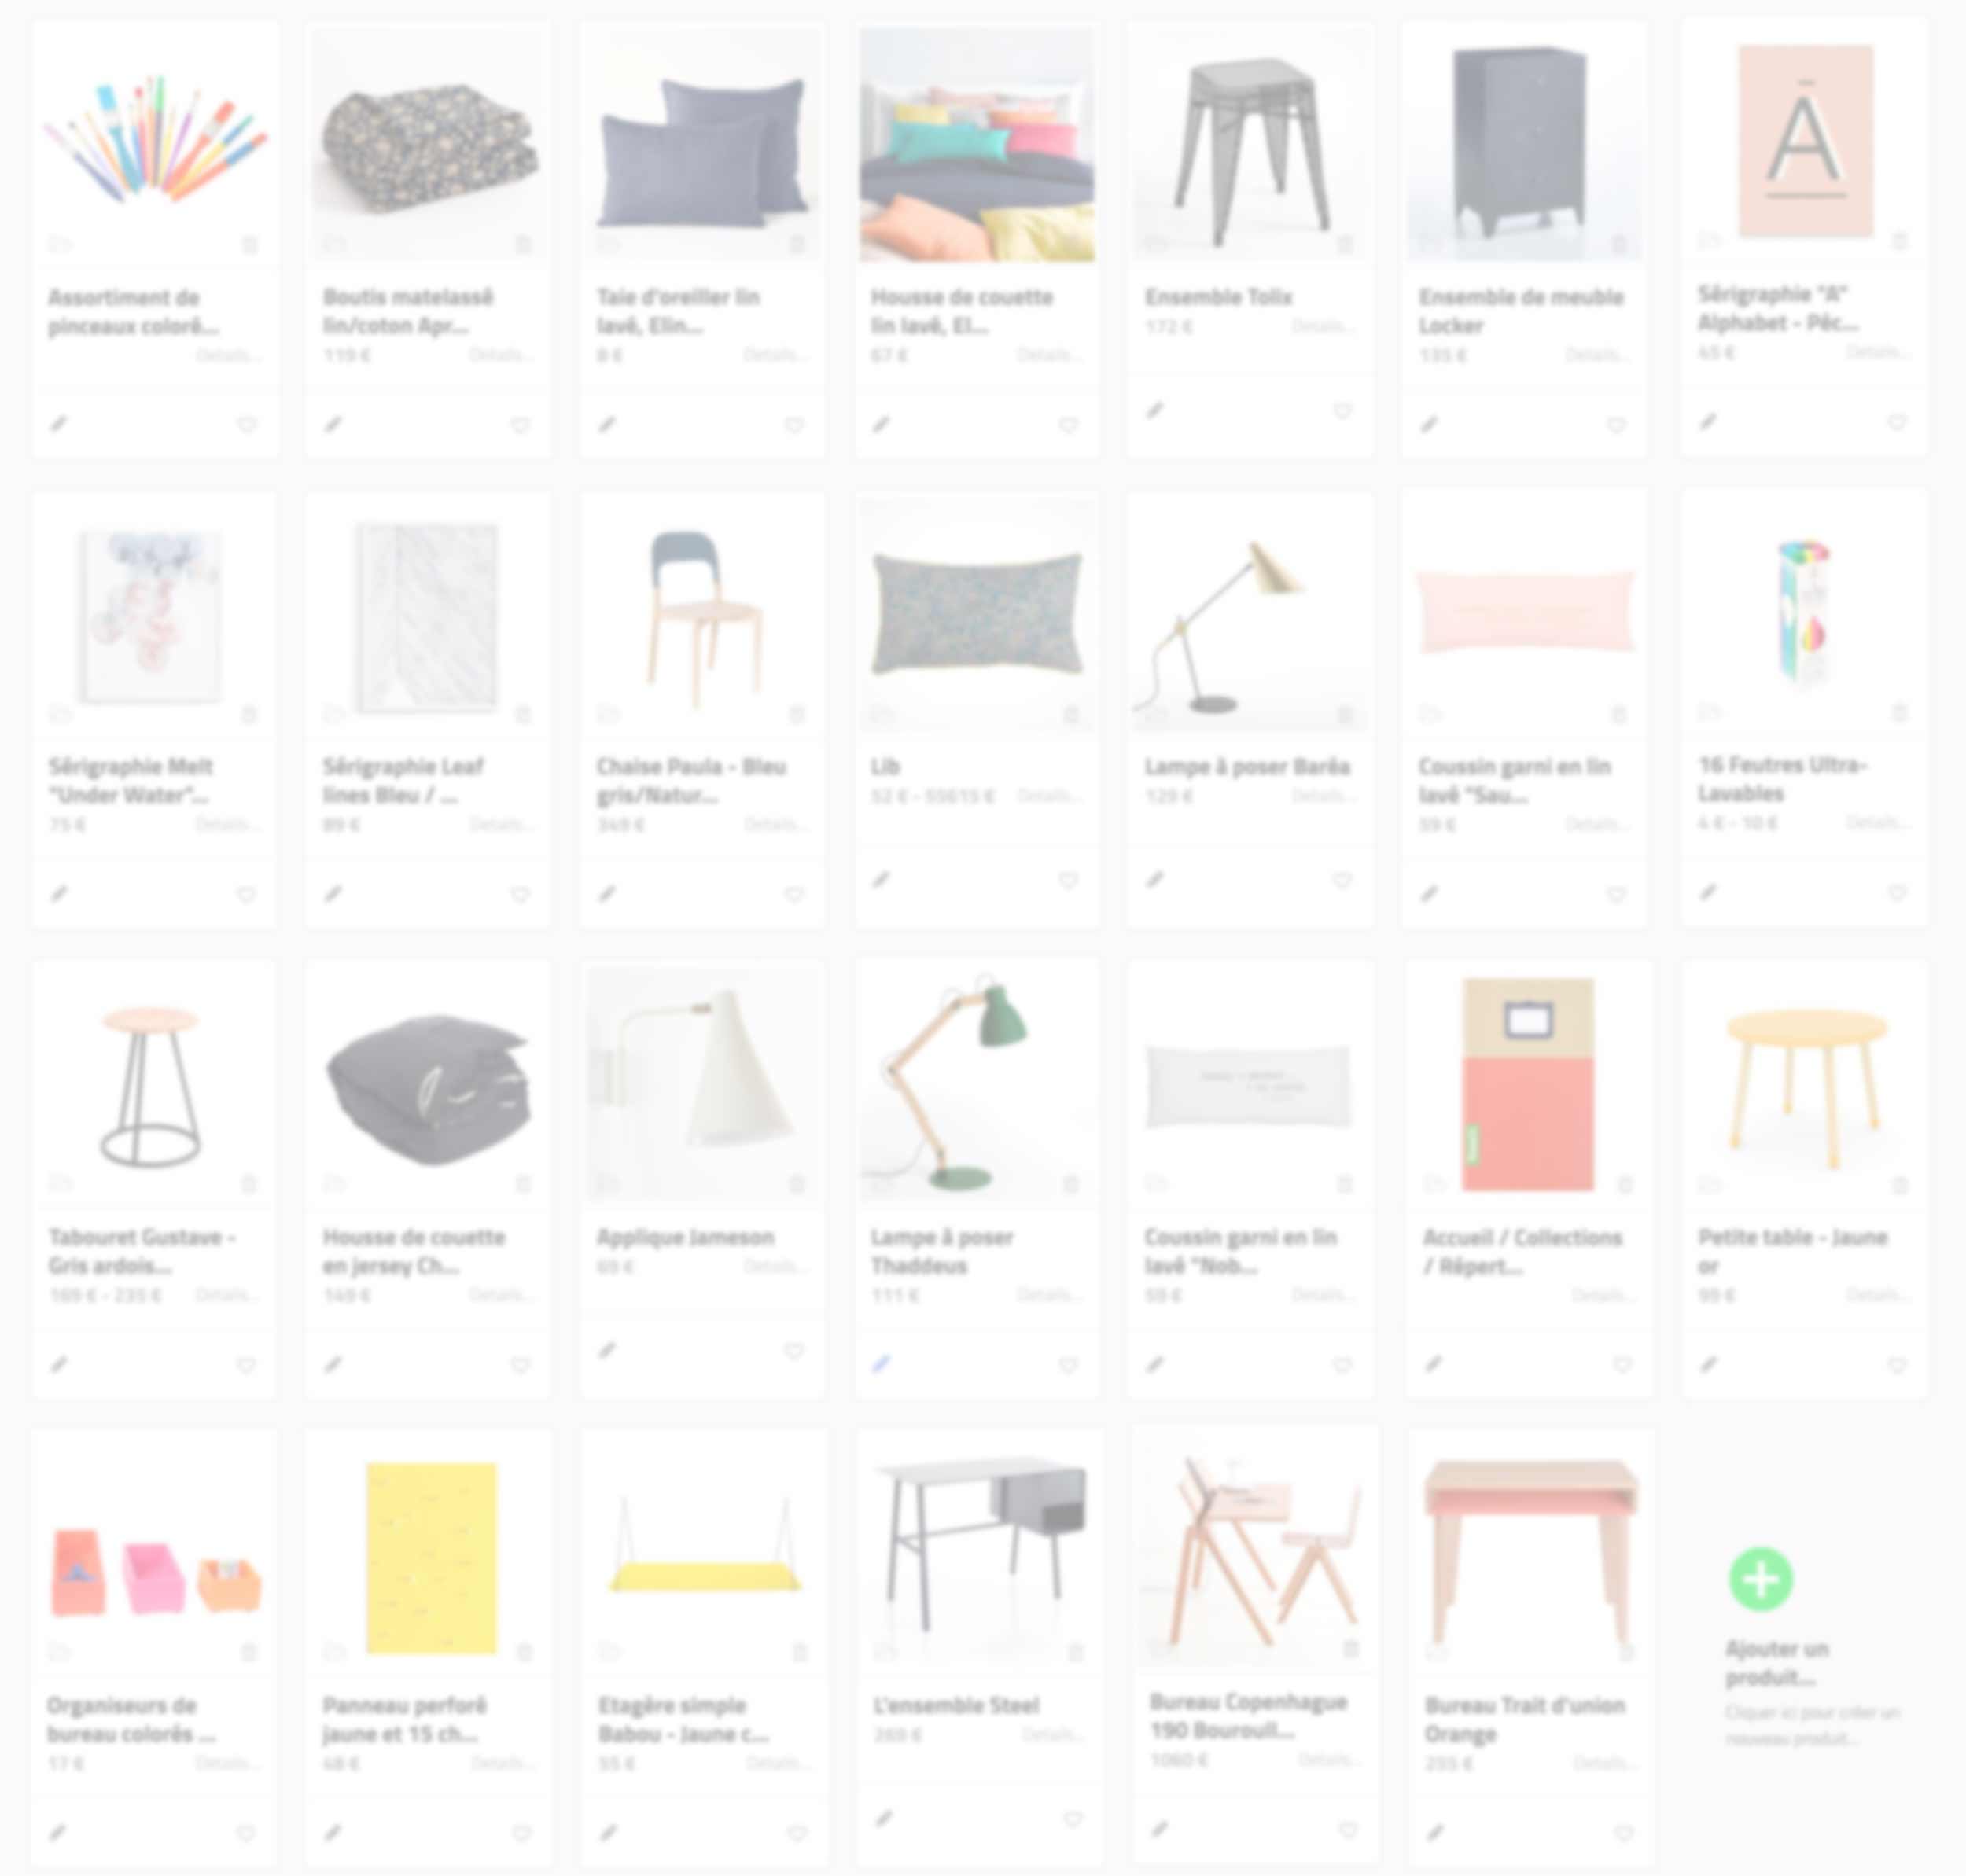 A
Assortiment de
pinceaux coloré...
Détails...
Boutis matelassé
lin/coton Apr...
119 € Détails...
Taie d'oreiller lin
lavé, Elin...
8 € Détails...
Housse de couette
lin lavé, El...
67 € Détails...
Ensemble Tolix
172 € Détails...
Ensemble de meuble
Locker
135 € Détails...
Sérigraphie "A"
Alphabet - Pêc...
45 € Détails...
Sérigraphie Melt
"Under Water"...
75 € Détails...
Sérigraphie Leaf
lines Bleu / ...
89 € Détails...
Chaise Paula - Bleu
gris/Natur...
349 € Détails...
Lib
52 € - 55615 € Détails...
Lampe à poser Baréa
129 € Détails...
Coussin garni en lin
lavé "Sau...
59 € Détails...
16 Feutres Ultra-
Lavables
4 € - 10 € Détails...
Tabouret Gustave -
Gris ardois...
169 € - 235 € Détails...
Housse de couette
en jersey Ch...
149 € Détails...
Applique Jameson
69 € Détails...
Lampe à poser
Thaddeus
111 € Détails...
Coussin garni en lin
lavé "Nob...
59 € Détails...
Accueil / Collections
/ Répert...
Détails...
Petite table - Jaune
or
99 € Détails...
Organiseurs de
bureau colorés ...
17 € Détails...
Panneau perforé
jaune et 15 ch...
48 € Détails...
Etagère simple
Babou - Jaune c...
55 € Détails...
L'ensemble Steel
269 € Détails...
Bureau Copenhague
190 Bouroull...
1060 € Détails...
Bureau Trait d'union
Orange
255 € Détails...
Ajouter un
produit...
Cliquer ici pour créer un
nouveau produit...